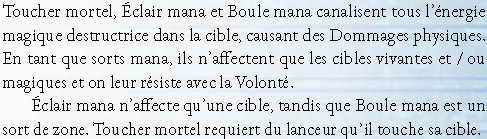 Toucher mortel, Éclair mana et Boule mana canalisent tous l'énergie
magique destructrice dans la cible, causant des Dommages physiques.
En tant que sorts mana, ils n'affectent que les cibles vivantes et / ou
magiques et on leur résiste avec la Volonté.
Éclair mana n'affecte qu'une cible, tandis que Boule mana est un
sort de zone. Toucher mortel requiert du lanceur qu'il touche sa cible.